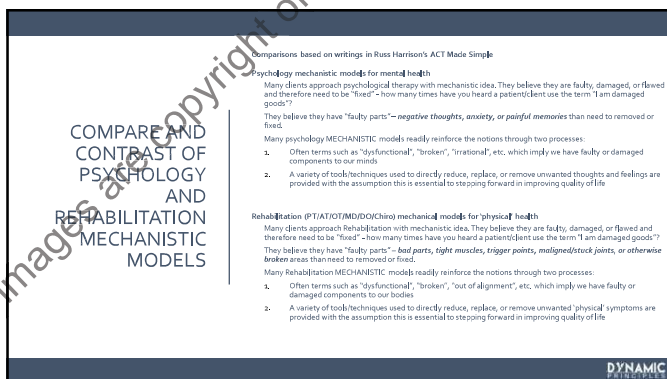 COMPARE AND
CONTRAST OF
PSYCHOLOGY
AND
REHABILITATION
MECHANISTIC
MODELS
Comparisons based on writings in Russ Harrison's ACT Made Simple
Psychology mechanistic models for mental health
Many clients approach psychological therapy with mechanistic idea. They believe they are faulty, damaged, or flawed
and therefore need to be "fixed" – how many times have you heard a patient/client use the term "I am damaged
goods"?
They believe they have "faulty parts" – negative thoughts, anxiety, or painful memories than need to removed or
fixed.
Many psychology MECHANISTIC models readily reinforce the notions through two processes:
1. Often terms such as "dysfunctional", "broken", "irrational", etc. which imply we have faulty or damaged
components to our minds
2. A variety of tools/techniques used to directly reduce, replace, or remove unwanted thoughts and feelings are
provided with the assumption this is essential to stepping forward in improving quality of life
Rehabilitation (PT/AT/OT/MD/DO/Chiro) mechanical models for 'physical' health
Many clients approach Rehabilitation with mechanistic idea. They believe they are faulty, damaged, or flawed and
therefore need to be "fixed" – how many times have you heard a patient/client use the term "I am damaged goods"?
They believe they have "faulty parts" – bad parts, tight muscles, trigger points, maligned/stuck joints, or otherwise
broken areas than need to removed or fixed.
Many Rehabilitation MECHANISTIC models readily reinforce the notions through two processes:
1. Often terms such as "dysfunctional", "broken", "out of alignment", etc, which imply we have faulty or
damaged components to our bodies
2. A variety of tools/techniques used to directly reduce, replace, or remove unwanted 'physical' symptoms are
provided with the assumption this is essential to stepping forward in improving quality of life
Images are copyright of
DYNAMIC
PRINCIPLES